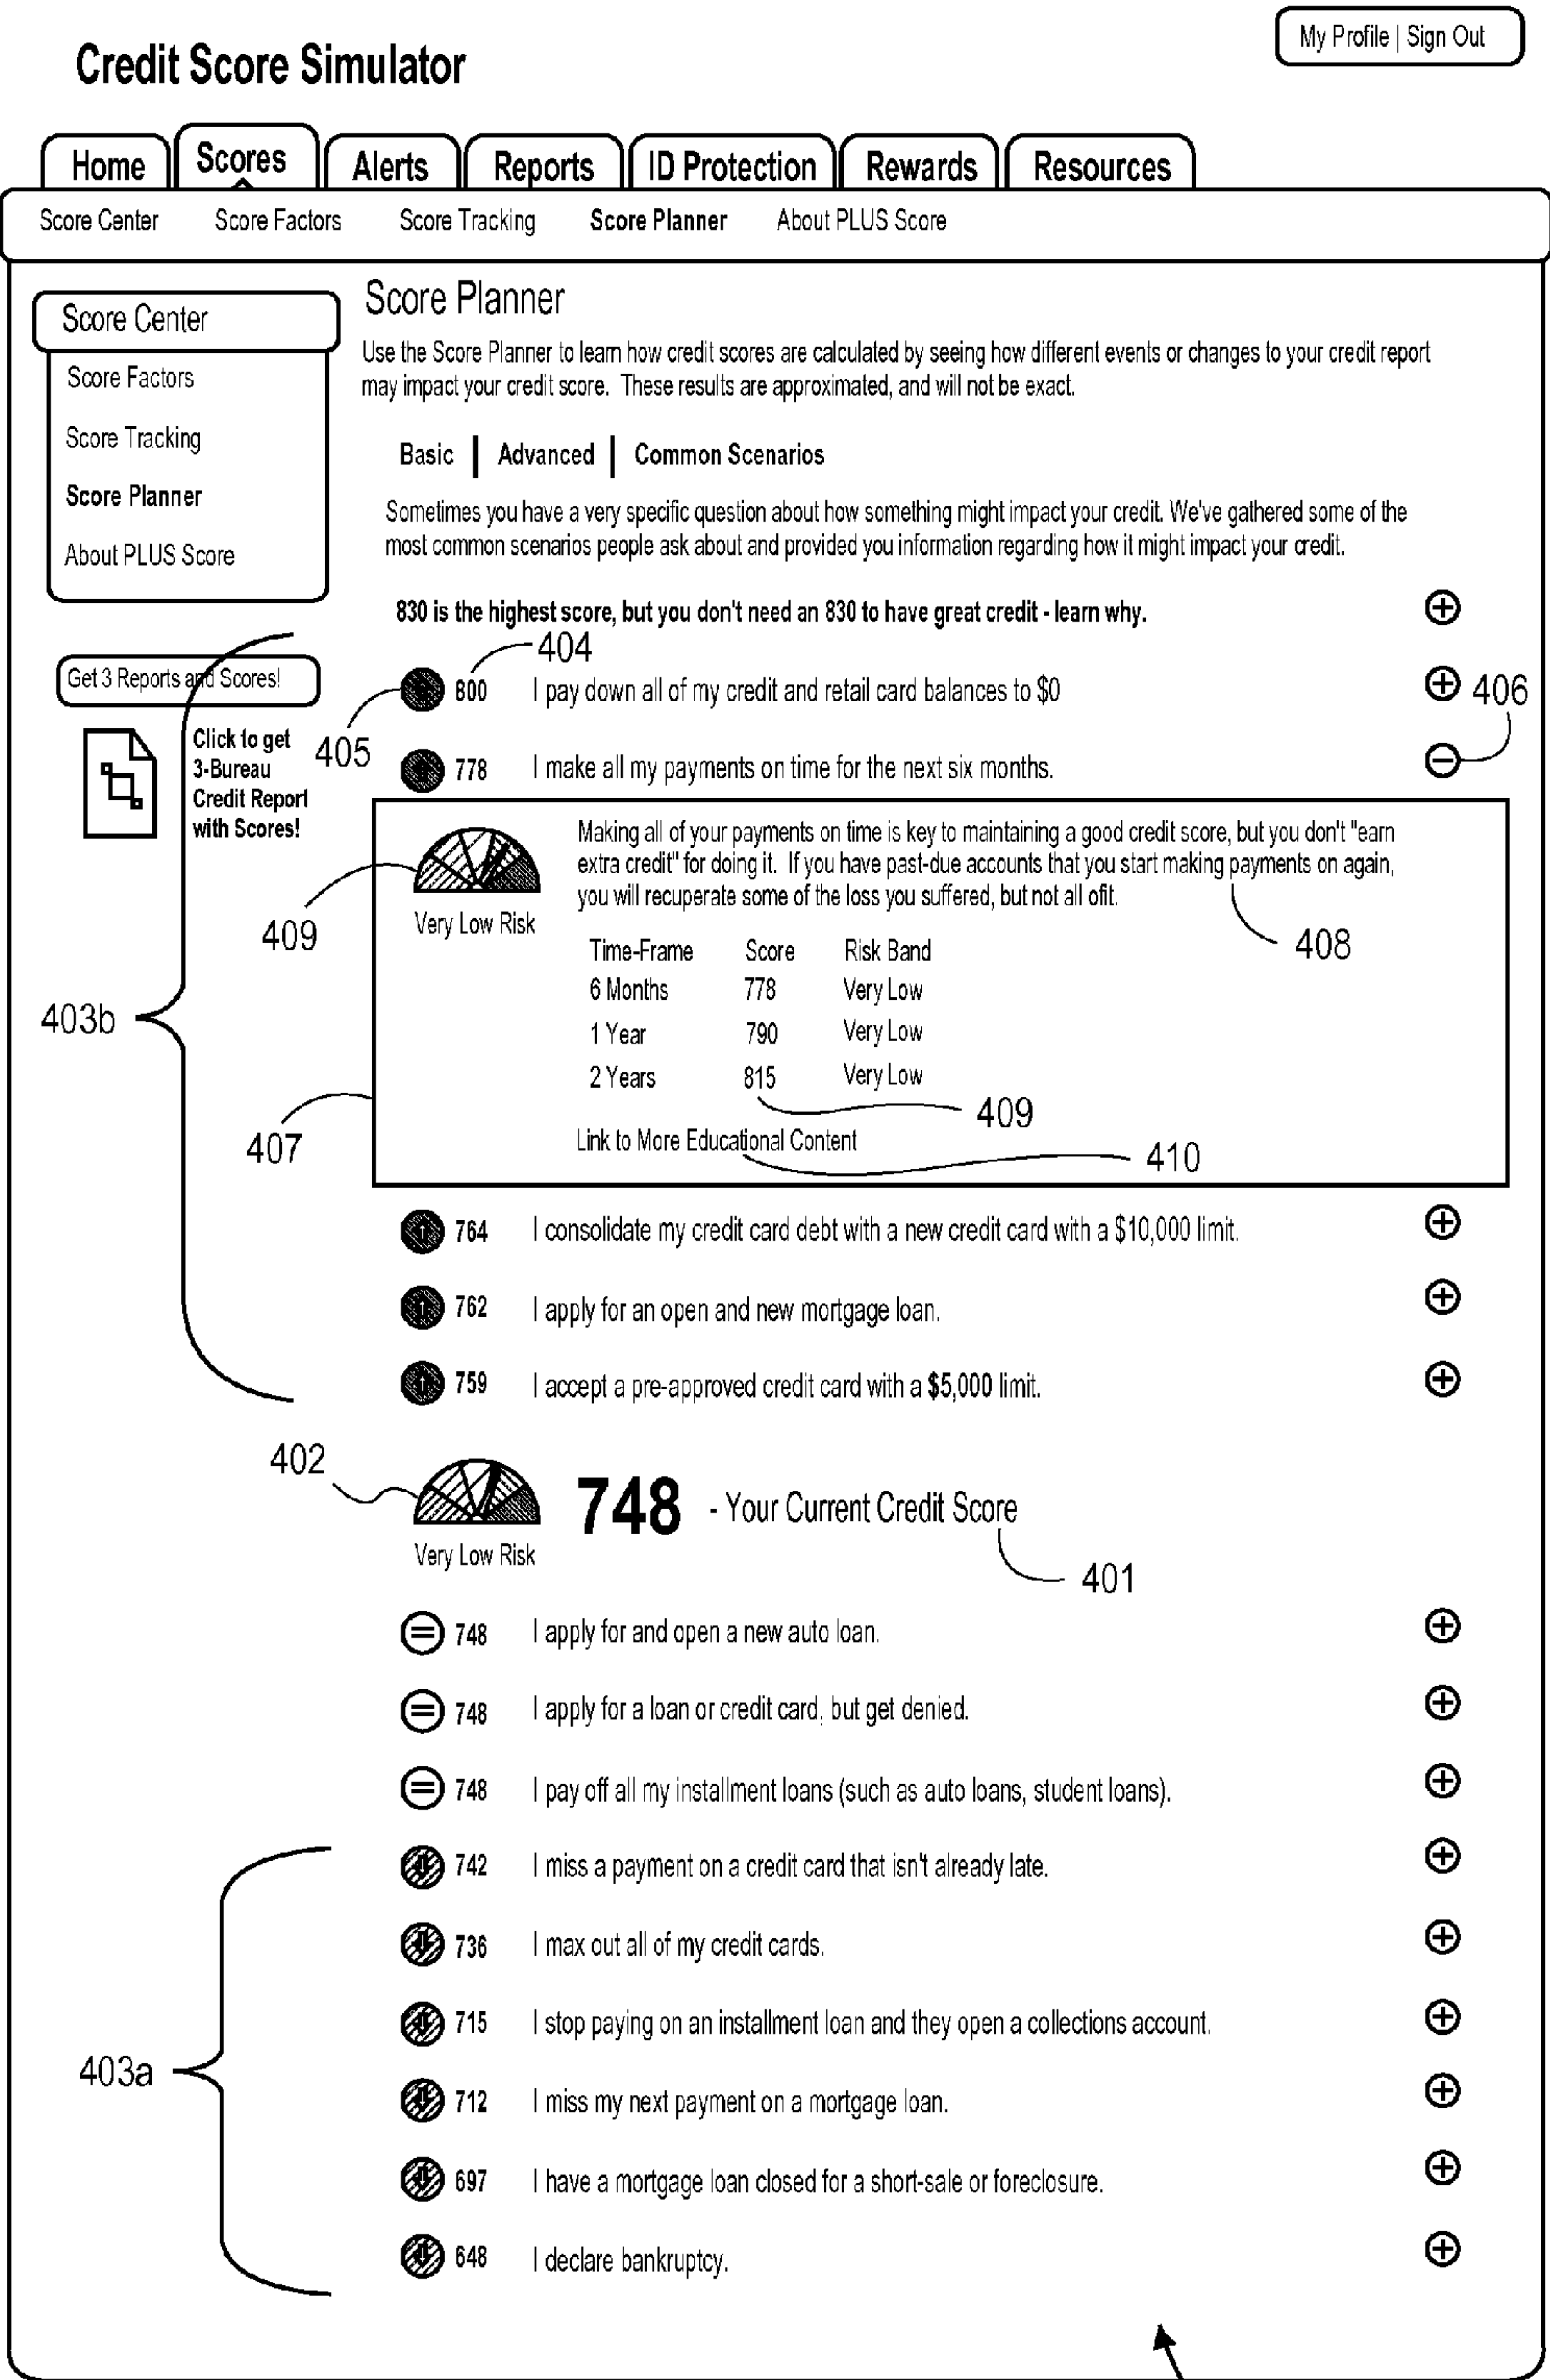 My Profile | Sign Out
Credit Score Simulator
Home
Scores
Alerts
Reports
ID Protection
Rewards
Resources
Score Center
Score Factors
Score Tracking
Score Planner
About PLUS Score
Score Center
Score Factors
Score Tracking
Score Planner
About PLUS Score
Get 3 Reports and Scores!
Click to get
3-Bureau
Credit Report
with Scores!
Score Planner
Use the Score Planner to learn how credit scores are calculated by seeing how different events or changes to your credit report
may impact your credit score. These results are approximated, and will not be exact.
Basic | Advanced | Common Scenarios
Sometimes you have a very specific question about how something might impact your credit. We've gathered some of the
most common scenarios people ask about and provided you information regarding how it might impact your credit.
830 is the highest score, but you don't need an 830 to have great credit - learn why.
404
800 I pay down all of my credit and retail card balances to $0
406
405
778 I make all my payments on time for the next six months.
Making all of your payments on time is key to maintaining a good credit score, but you don't "earn
extra credit" for doing it. If you have past-due accounts that you start making payments on again,
you will recuperate some of the loss you suffered, but not all ofit.
Very Low Risk
409
408
Time-Frame Score Risk Band
6 Months 778 Very Low
1 Year 790 Very Low
2 Years 815 Very Low
403b
409
407
Link to More Educational Content
410
764 I consolidate my credit card debt with a new credit card with a $10,000 limit.
762 I apply for an open and new mortgage loan.
759 I accept a pre-approved credit card with a $5,000 limit.
402
748 - Your Current Credit Score
Very Low Risk
401
748 I apply for and open a new auto loan.
748 I apply for a loan or credit card, but get denied.
748 I pay off all my installment loans (such as auto loans, student loans).
742 I miss a payment on a credit card that isn't already late.
736 I max out all of my credit cards.
715 I stop paying on an installment loan and they open a collections account.
403a
712 I miss my next payment on a mortgage loan.
697 I have a mortgage loan closed for a short-sale or foreclosure.
648 I declare bankruptcy.